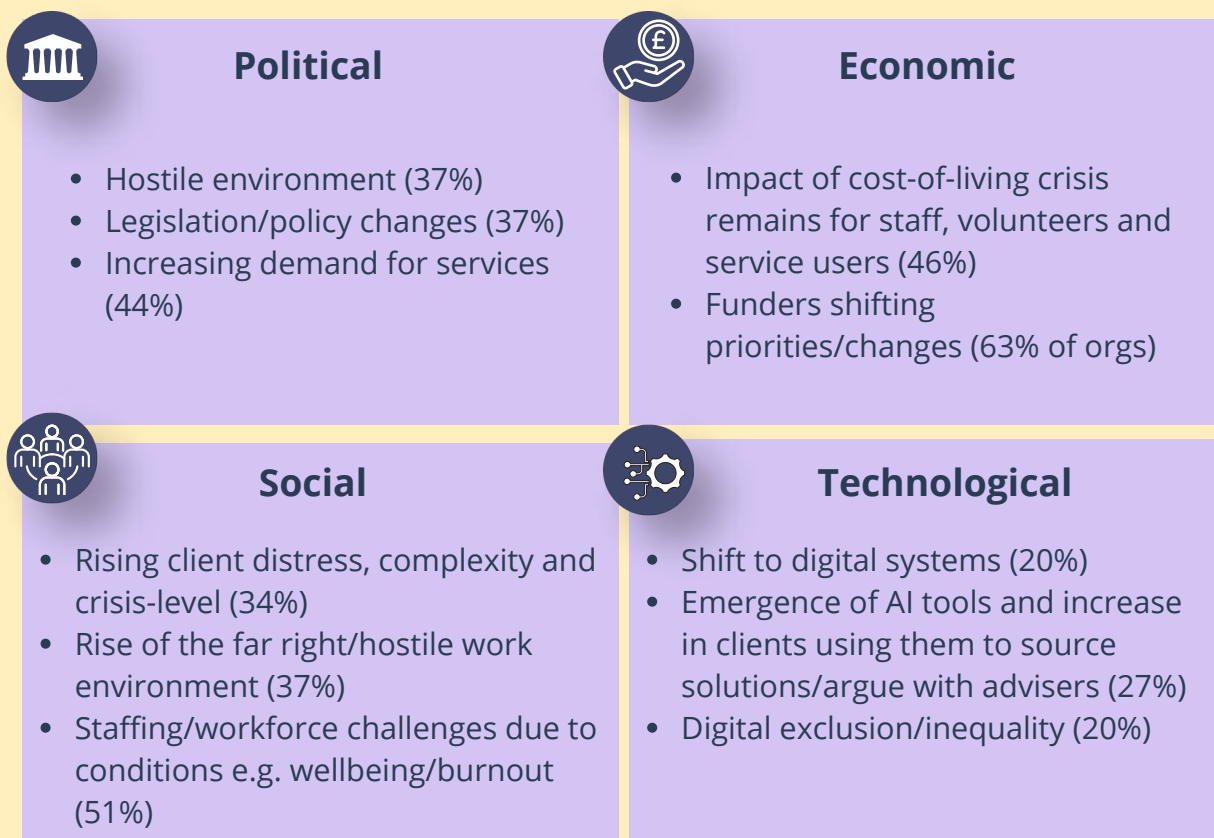 Political
• Hostile environment (37%)
• Legislation/policy changes (37%)
• Increasing demand for services
(44%)
£
Economic
• Impact of cost-of-living crisis
remains for staff, volunteers and
service users (46%)
• Funders shifting
priorities/changes (63% of orgs)
Social
• Rising client distress, complexity and
crisis-level (34%)
• Rise of the far right/hostile work
environment (37%)
• Staffing/workforce challenges due to
conditions e.g. wellbeing/burnout
(51%)
Technological
• Shift to digital systems (20%)
• Emergence of AI tools and increase
in clients using them to source
solutions/argue with advisers (27%)
• Digital exclusion/inequality (20%)